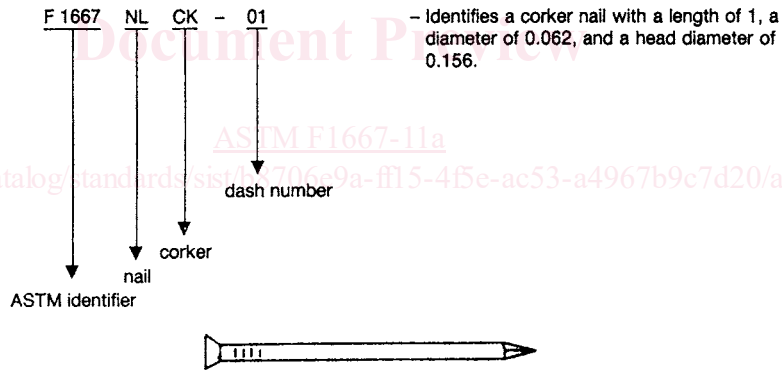 F 1667 NL CK – 01
– Identifies a corker nail with a length of 1, a
diameter of 0.062, and a head diameter of
0.156.
Document Preview
ASTM F1667-11a
atalog/standards/sist/b8706e9a-ff15-4f5e-ac53-a4967b9c7d20/a
dash number
corker
nail
ASTM identifier